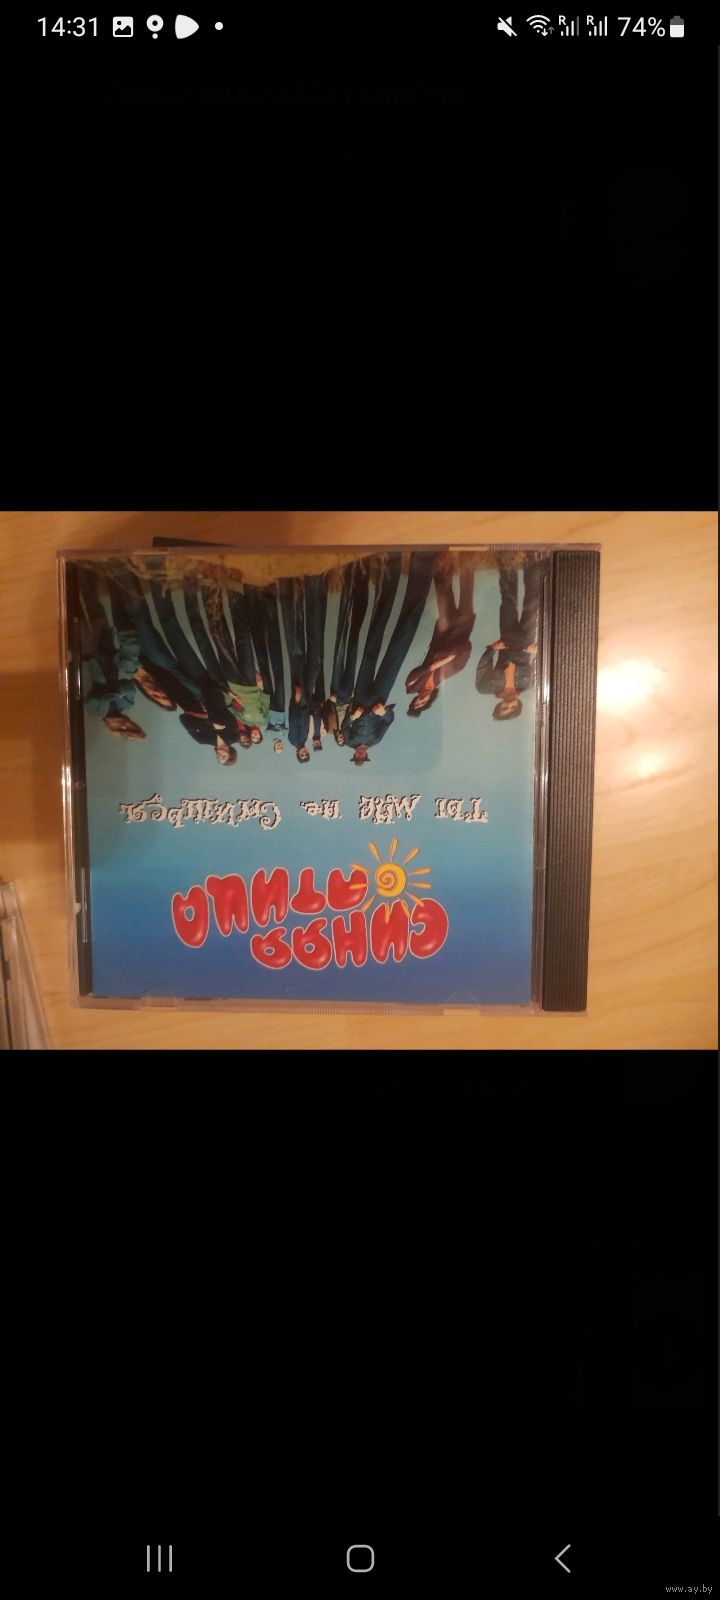 14:31 R R 74%
СИНЯЯ
ПТИЦА
Ты мне не Снишься
www.ay.by